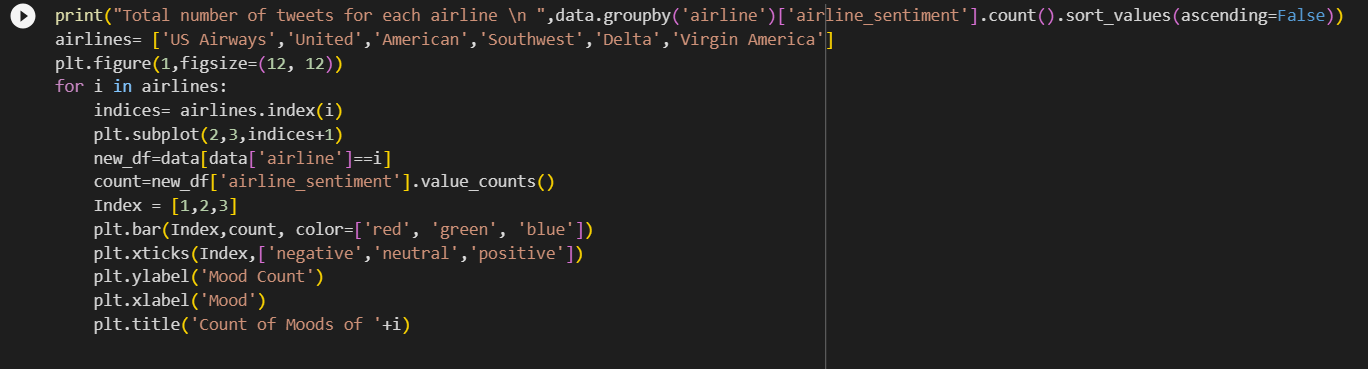 print("Total number of tweets for each airline \n ",data.groupby('airline')['airline_sentiment'].count().sort_values(ascending=False))
airlines= ['US Airways','United','American','Southwest','Delta','Virgin America']
plt.figure(1,figsize=(12, 12))
for i in airlines:
    indices= airlines.index(i)
    plt.subplot(2,3,indices+1)
    new_df=data[data['airline']==i]
    count=new_df['airline_sentiment'].value_counts()
    Index = [1,2,3]
    plt.bar(Index,count, color=['red', 'green', 'blue'])
    plt.xticks(Index,['negative','neutral','positive'])
    plt.ylabel('Mood Count')
    plt.xlabel('Mood')
    plt.title('Count of Moods of '+i)